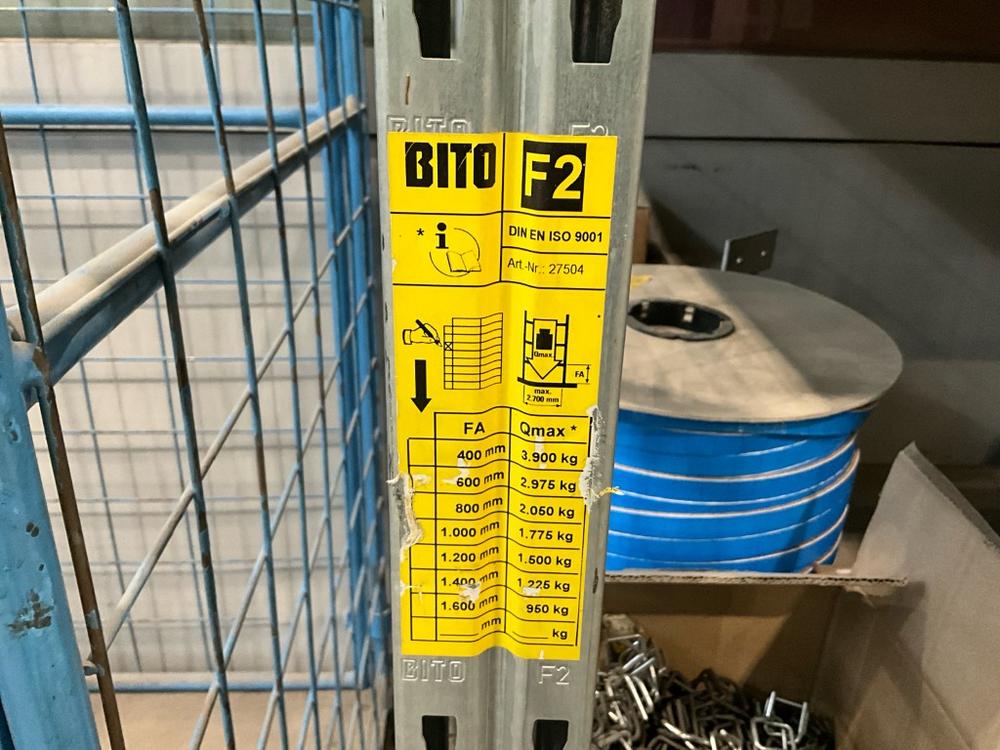 BITO F2
BITO F2
DIN EN ISO 9001
* i
Art.-Nr.: 27504
Qmax
FA
max.
2.700 mm
FA Qmax *
400 mm 3.900 kg
600 mm 2.975 kg
800 mm 2.050 kg
1.000 mm 1.775 kg
1.200 mm 1.500 kg
1.400 mm 1.225 kg
1.600 mm 950 kg
mm kg
BITO F2